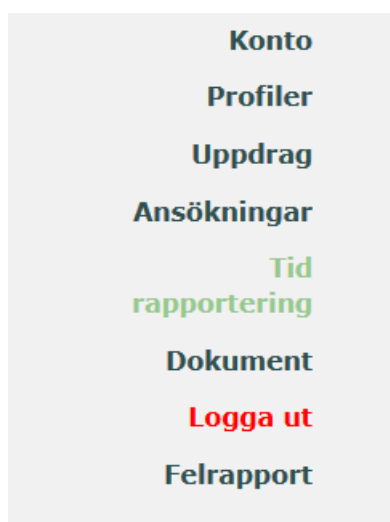 Konto
Profiler
Uppdrag
Ansökningar
Tid
rapportering
Dokument
Logga ut
Felrapport